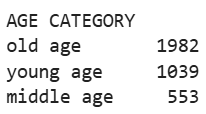 AGE CATEGORY
old age 1982
young age 1039
middle age 553